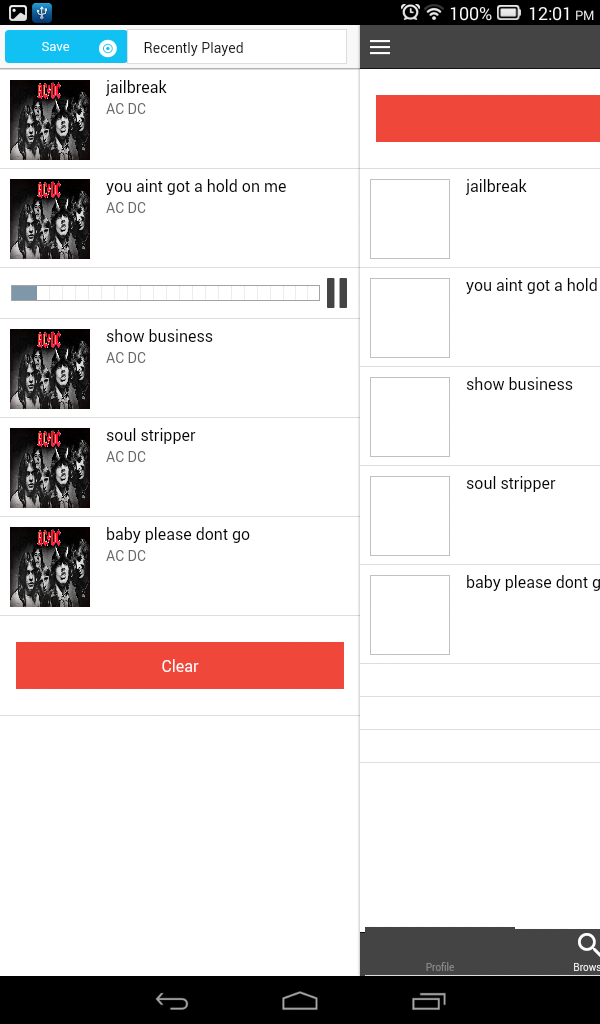 100% 12:01 PM
Save Recently Played
jailbreak
AC DC
you aint got a hold on me
AC DC
show business
AC DC
soul stripper
AC DC
baby please dont go
AC DC
Clear
jailbreak
you aint got a hold
show business
soul stripper
baby please dont g
Profile
Brows